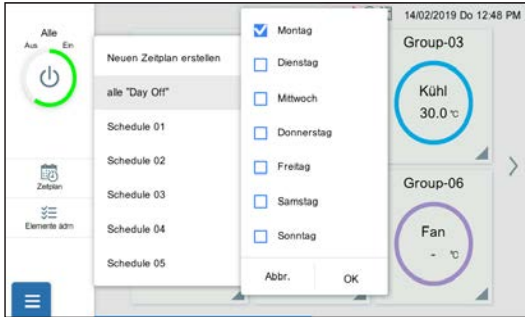 14/02/2019 Do 12:48 PM
Alle
Aus Ein
Zeitplan
Elemente ädrn
Neuen Zeitplan erstellen
alle "Day Off"
Schedule 01
Schedule 02
Schedule 03
Schedule 04
Schedule 05
Montag
Dienstag
Mittwoch
Donnerstag
Freitag
Samstag
Sonntag
Abbr. OK
Group-03
Kühl
30.0 °C
Group-06
Fan
- °C